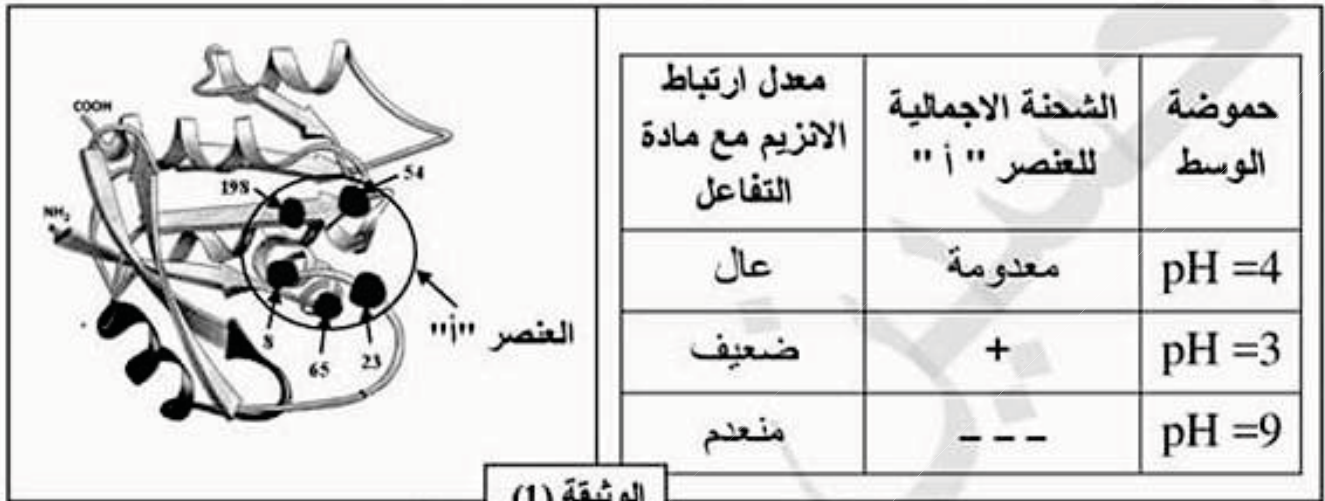 حموضة الوسط
الشحنة الاجمالية للعنصر " أ "
معدل ارتباط الانزيم مع مادة التفاعل
pH =4
معدومة
عال
pH =3
+
ضعيف
pH =9
- - -
منعدم
COOH
NH₂
198
54
8
65
23
العنصر "أ"
الوثيقة (1)